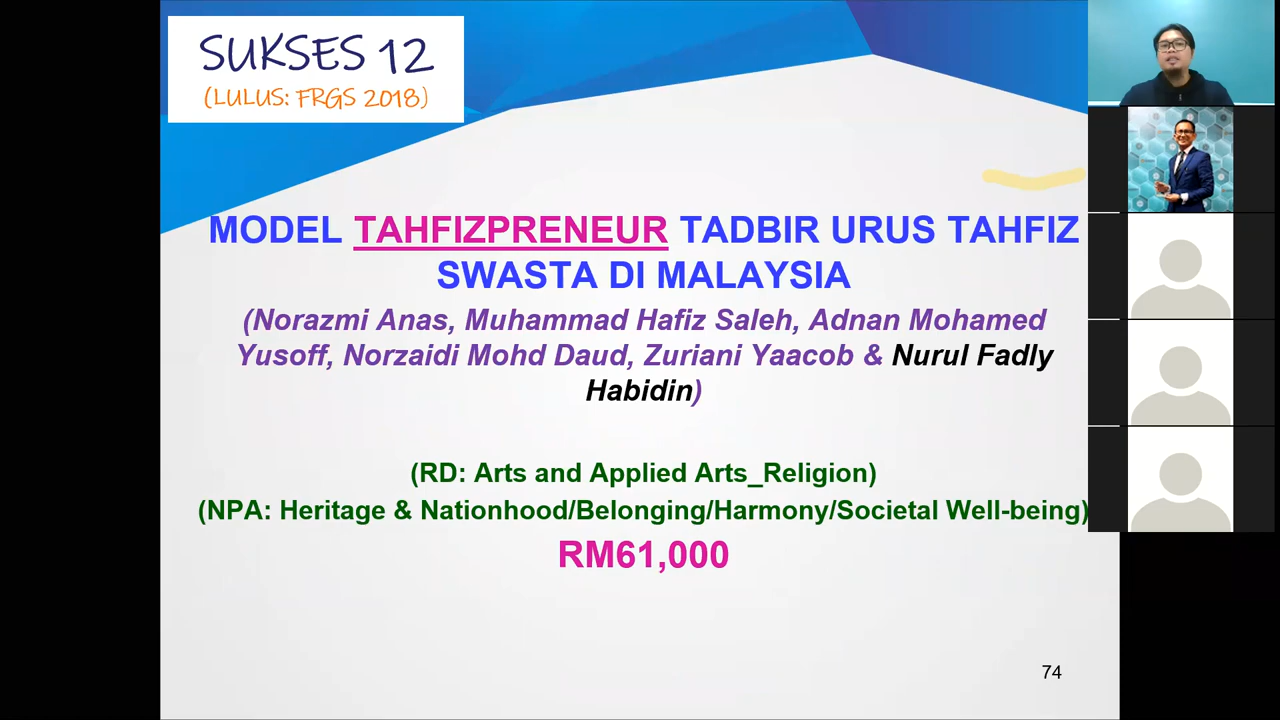 SUKSES 12
(LULUS: FRGS 2018)
MODEL TAHFIZPRENEUR TADBIR URUS TAHFIZ
SWASTA DI MALAYSIA
(Norazmi Anas, Muhammad Hafiz Saleh, Adnan Mohamed
Yusoff, Norzaidi Mohd Daud, Zuriani Yaacob & Nurul Fadly
Habidin)
(RD: Arts and Applied Arts_Religion)
(NPA: Heritage & Nationhood/Belonging/Harmony/Societal Well-being)
RM61,000
74